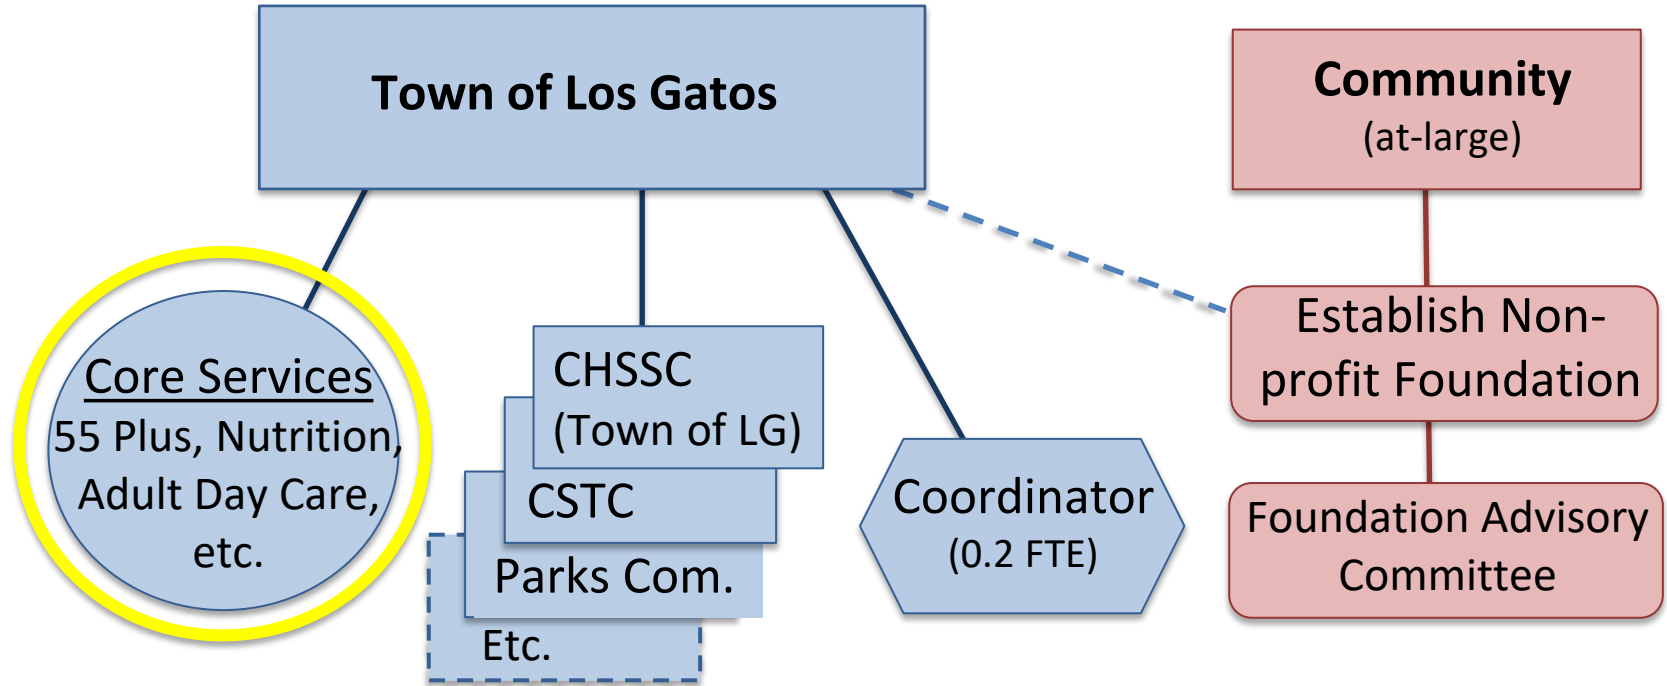 Town of Los Gatos
Community
(at-large)
Core Services
55 Plus, Nutrition,
Adult Day Care,
etc.
CHSSC
(Town of LG)
CSTC
Parks Com.
Etc.
Coordinator
(0.2 FTE)
Establish Non-
profit Foundation
Foundation Advisory
Committee